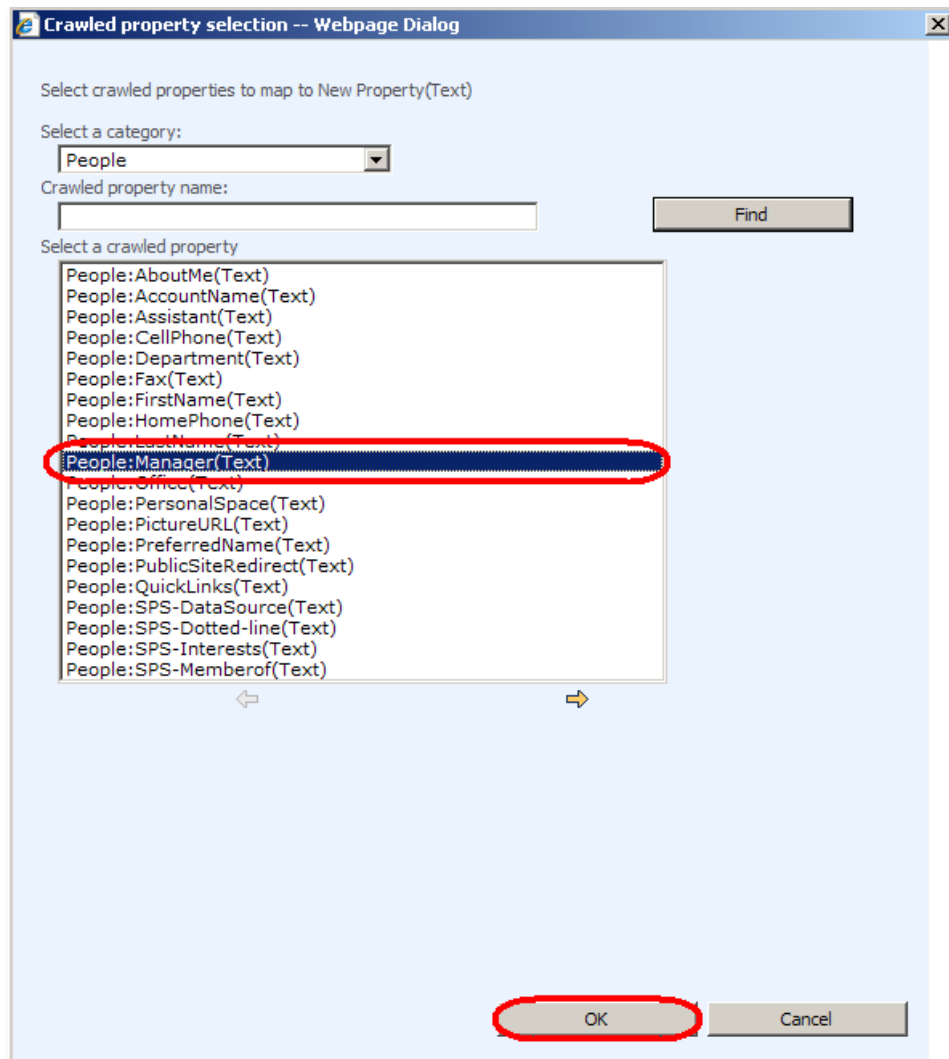 Crawled property selection -- Webpage Dialog
Select crawled properties to map to New Property(Text)
Select a category:
People
Crawled property name:
Find
Select a crawled property
People:AboutMe(Text)
People:AccountName(Text)
People:Assistant(Text)
People:CellPhone(Text)
People:Department(Text)
People:Fax(Text)
People:FirstName(Text)
People:HomePhone(Text)
People:LastName(Text)
People:Manager(Text)
People:Office(Text)
People:PersonalSpace(Text)
People:PictureURL(Text)
People:PreferredName(Text)
People:PublicSiteRedirect(Text)
People:QuickLinks(Text)
People:SPS-DataSource(Text)
People:SPS-Dotted-line(Text)
People:SPS-Interests(Text)
People:SPS-Memberof(Text)
OK Cancel